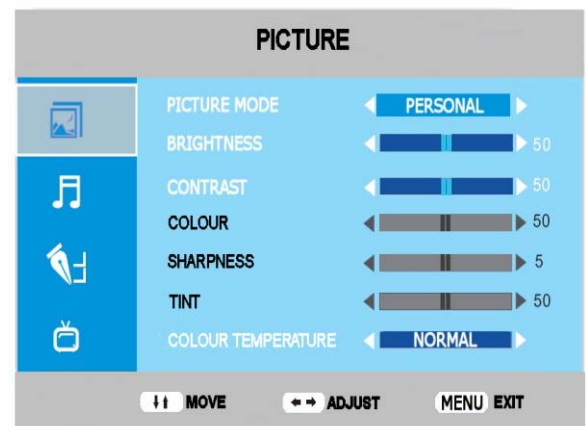 PICTURE
PICTURE MODE PERSONAL
BRIGHTNESS 50
CONTRAST 50
COLOUR 50
SHARPNESS 5
TINT 50
COLOUR TEMPERATURE NORMAL
MOVE ADJUST MENU EXIT